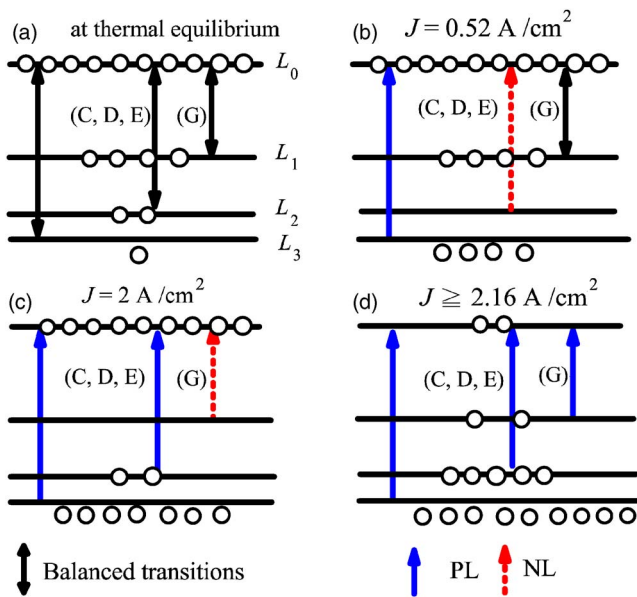 (a) at thermal equilibrium
L₀
(C, D, E) (G)
L₁
L₂
L₃
(b) J = 0.52 A /cm²
(C, D, E) (G)
(c) J = 2 A /cm²
(C, D, E) (G)
(d) J ≧ 2.16 A /cm²
(C, D, E) (G)
Balanced transitions
PL NL